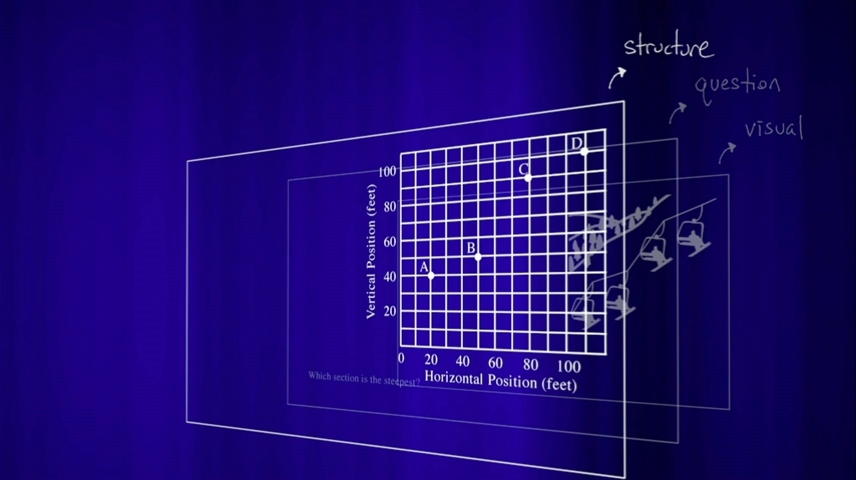 structure
question
visual
D
C
100
80
60
B
A
40
20
Vertical Position (feet)
0 20 40 60 80 100
Horizontal Position (feet)
Which section is the steepest?